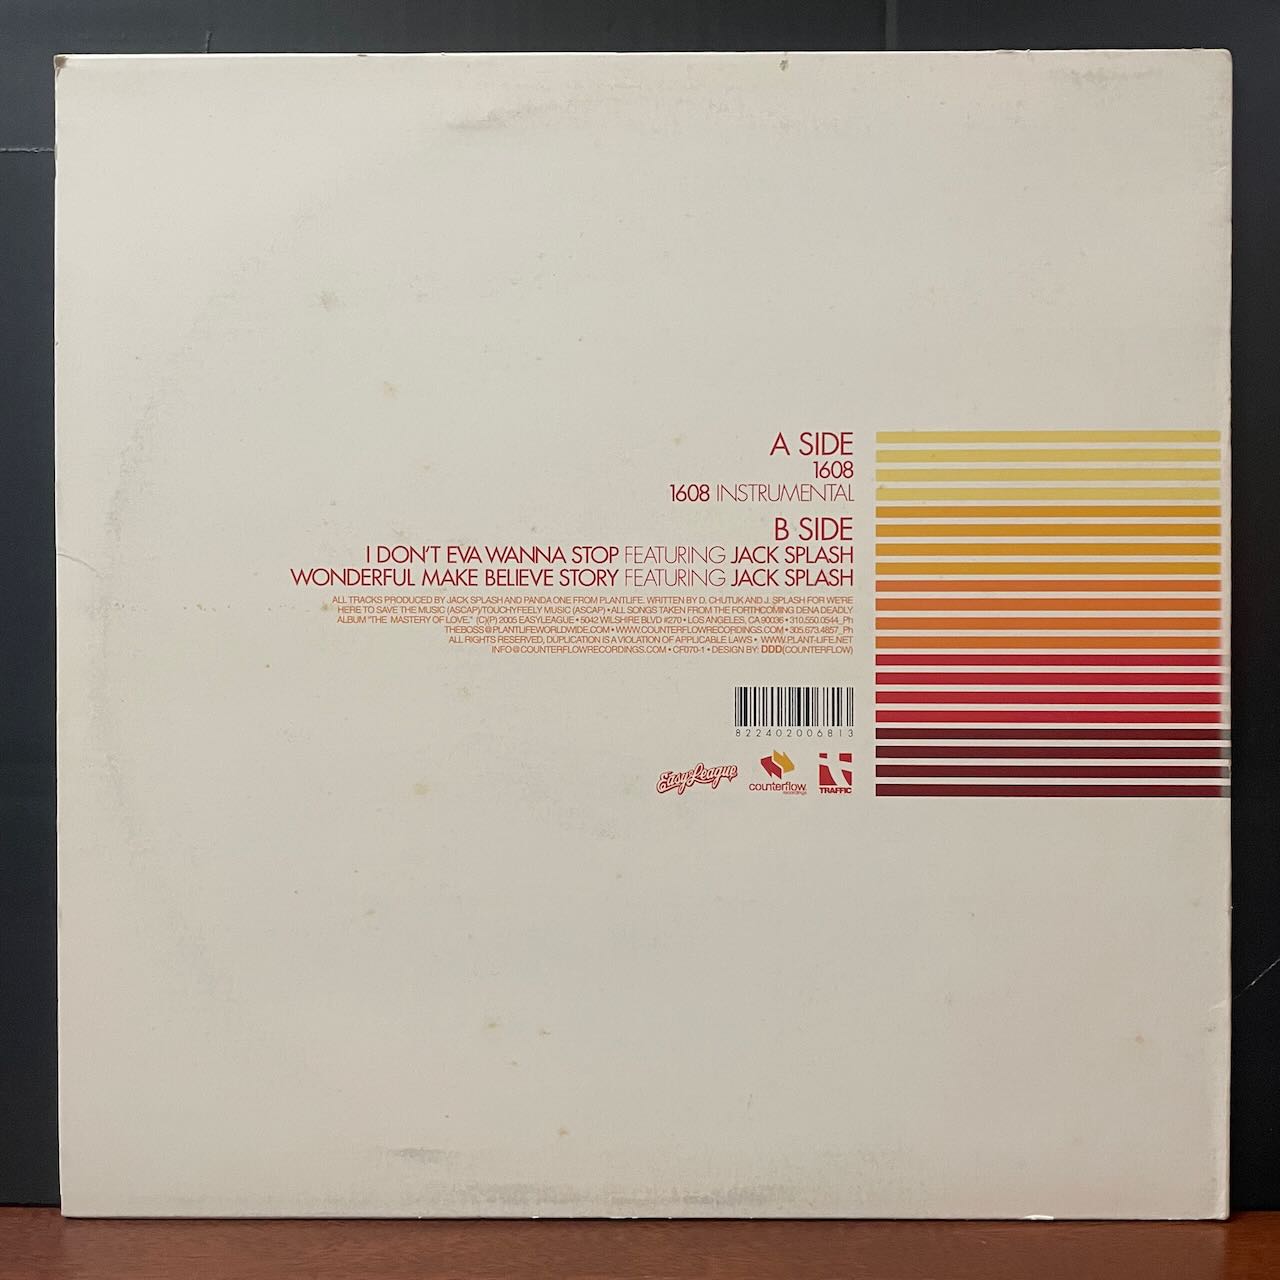 A SIDE
1608
1608 INSTRUMENTAL
B SIDE
I DON'T EVA WANNA STOP FEATURING JACK SPLASH
WONDERFUL MAKE BELIEVE STORY FEATURING JACK SPLASH
ALL TRACKS PRODUCED BY JACK SPLASH AND PANDA ONE FROM PLANTLIFE. WRITTEN BY D. CHUTUK AND J. SPLASH FOR WE'RE
HERE TO SAVE THE MUSIC (ASCAP)/TOUCHYFEELY MUSIC (ASCAP) • ALL SONGS TAKEN FROM THE FORTHCOMING DENA DEADLY
ALBUM "THE MASTERY OF LOVE." (C)(P) 2005 EASYLEAGUE • 5042 WILSHIRE BLVD #270 • LOS ANGELES, CA 90036 • 310.550.0544_Ph
THEBOSS@PLANTLIFEWORLDWIDE.COM • WWW.COUNTERFLOWRECORDINGS.COM • 305.673.4857_Ph
ALL RIGHTS RESERVED, DUPLICATION IS A VIOLATION OF APPLICABLE LAWS • WWW.PLANT-LIFE.NET
INFO@COUNTERFLOWRECORDINGS.COM • CF070-1 • DESIGN BY: DDD(COUNTERFLOW)
822402006813
EasyLeague
counterflow
recordings
TRAFFIC